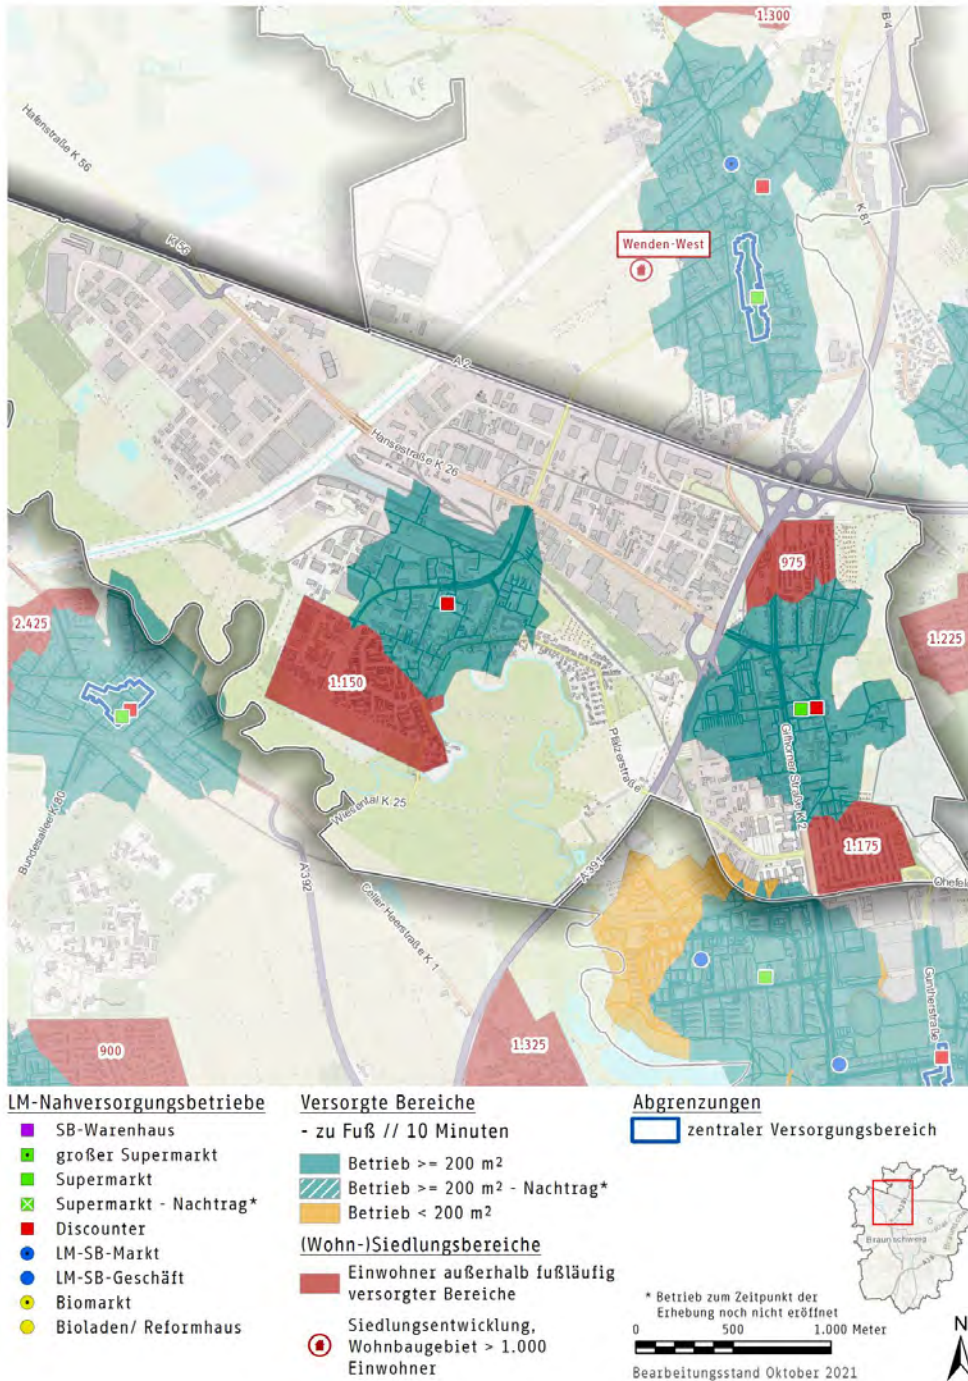 1.300
B 4
Hafenstraße K 56
K 56
K 81
Wenden-West
A 2
Hansestraße K 26
975
2.425
1.225
1.150
Pfälzerstraße
Gifhorner Straße K 2
Wiesental K 25
Bundesallee K 80
1.175
A 391
A 392
Celler Heerstraße K 1
Guntherstraße
1.325
900
LM-Nahversorgungsbetriebe
SB-Warenhaus
großer Supermarkt
Supermarkt
Supermarkt - Nachtrag*
Discounter
LM-SB-Markt
LM-SB-Geschäft
Biomarkt
Bioladen/ Reformhaus
Versorgte Bereiche
- zu Fuß // 10 Minuten
Betrieb >= 200 m²
Betrieb >= 200 m² - Nachtrag*
Betrieb < 200 m²
(Wohn-)Siedlungsbereiche
Einwohner außerhalb fußläufig
versorgter Bereiche
Siedlungsentwicklung,
Wohnbaugebiet > 1.000
Einwohner
Abgrenzungen
zentraler Versorgungsbereich
Braunschweig
* Betrieb zum Zeitpunkt der
Erhebung noch nicht eröffnet
0 500 1.000 Meter
N
Bearbeitungsstand Oktober 2021